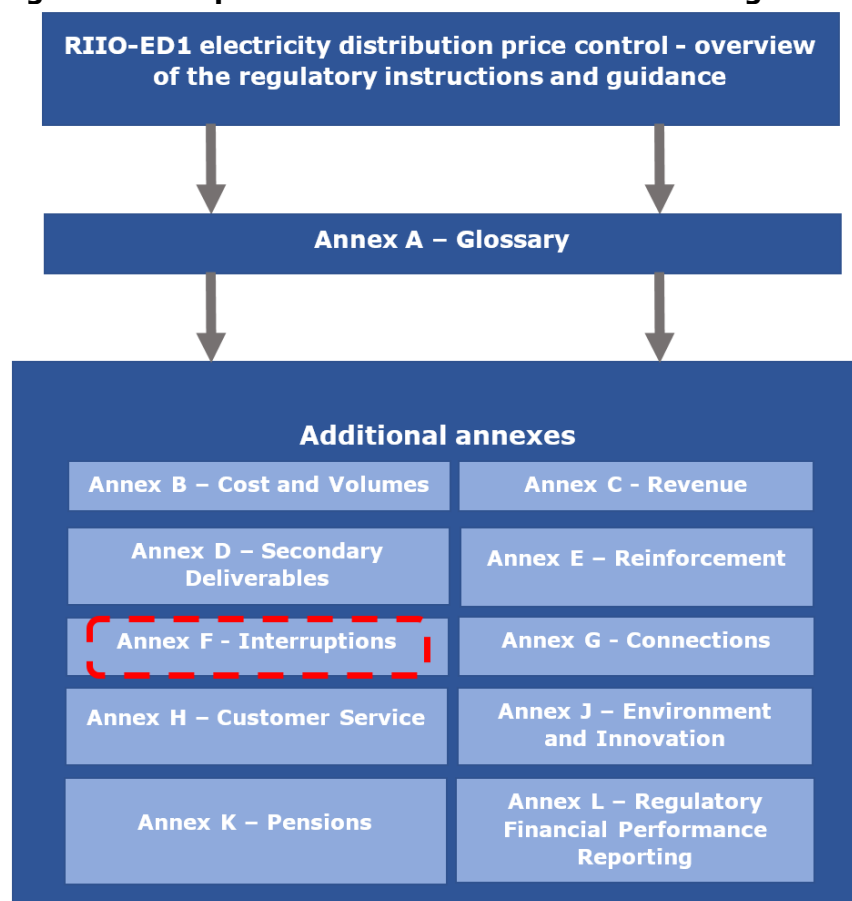 RIIO-ED1 electricity distribution price control - overview
of the regulatory instructions and guidance
Annex A – Glossary
Additional annexes
Annex B – Cost and Volumes
Annex C - Revenue
Annex D – Secondary
Deliverables
Annex E – Reinforcement
Annex F - Interruptions
Annex G - Connections
Annex H – Customer Service
Annex J – Environment
and Innovation
Annex K – Pensions
Annex L – Regulatory
Financial Performance
Reporting